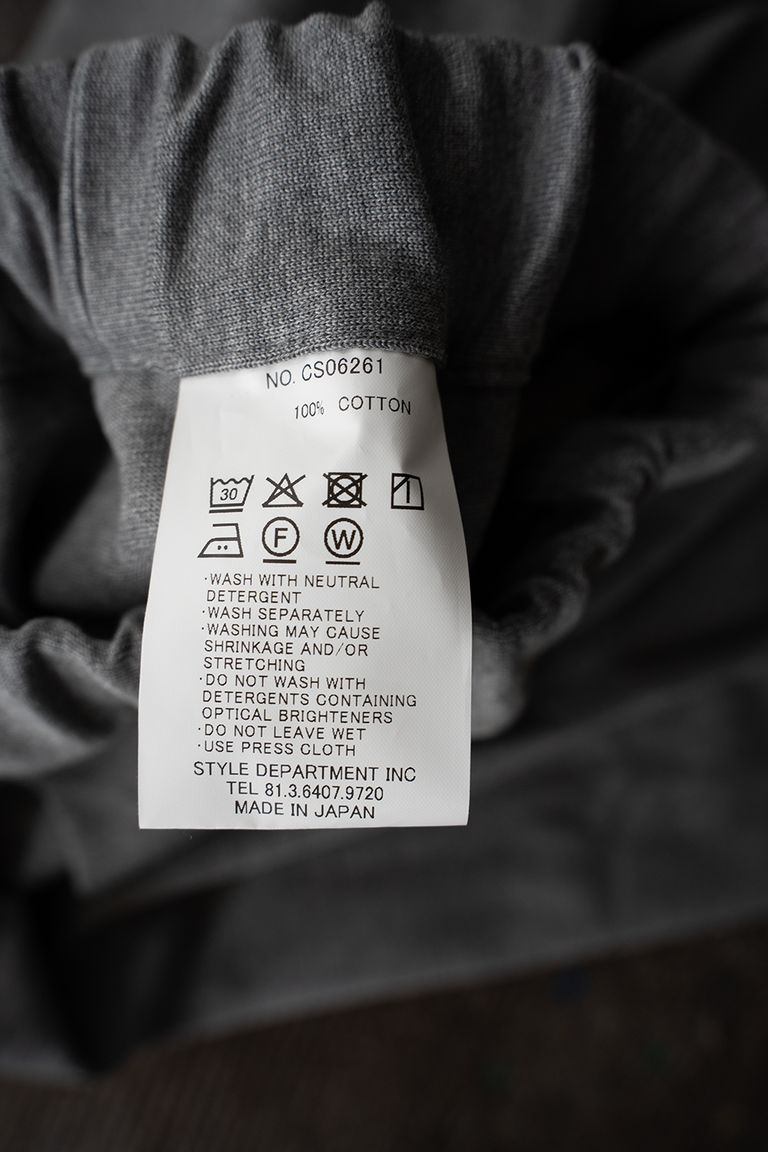 NO. CS06261
100% COTTON
30
F W
·WASH WITH NEUTRAL
DETERGENT
·WASH SEPARATELY
·WASHING MAY CAUSE
SHRINKAGE AND/OR
STRETCHING
·DO NOT WASH WITH
DETERGENTS CONTAINING
OPTICAL BRIGHTENERS
·DO NOT LEAVE WET
·USE PRESS CLOTH
STYLE DEPARTMENT INC
TEL 81.3.6407.9720
MADE IN JAPAN